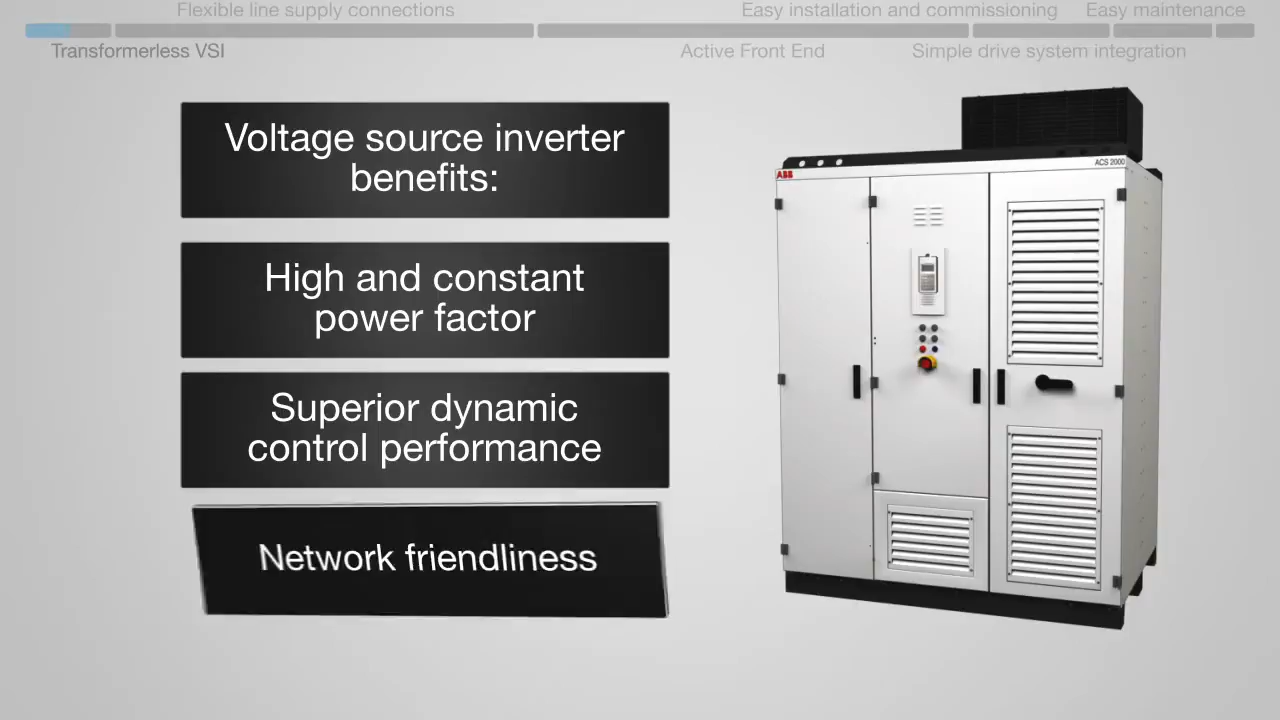 Flexible line supply connections
Easy installation and commissioning
Easy maintenance
Transformerless VSI
Active Front End
Simple drive system integration
Voltage source inverter
benefits:
High and constant
power factor
Superior dynamic
control performance
Network friendliness
ABB
ACS 2000